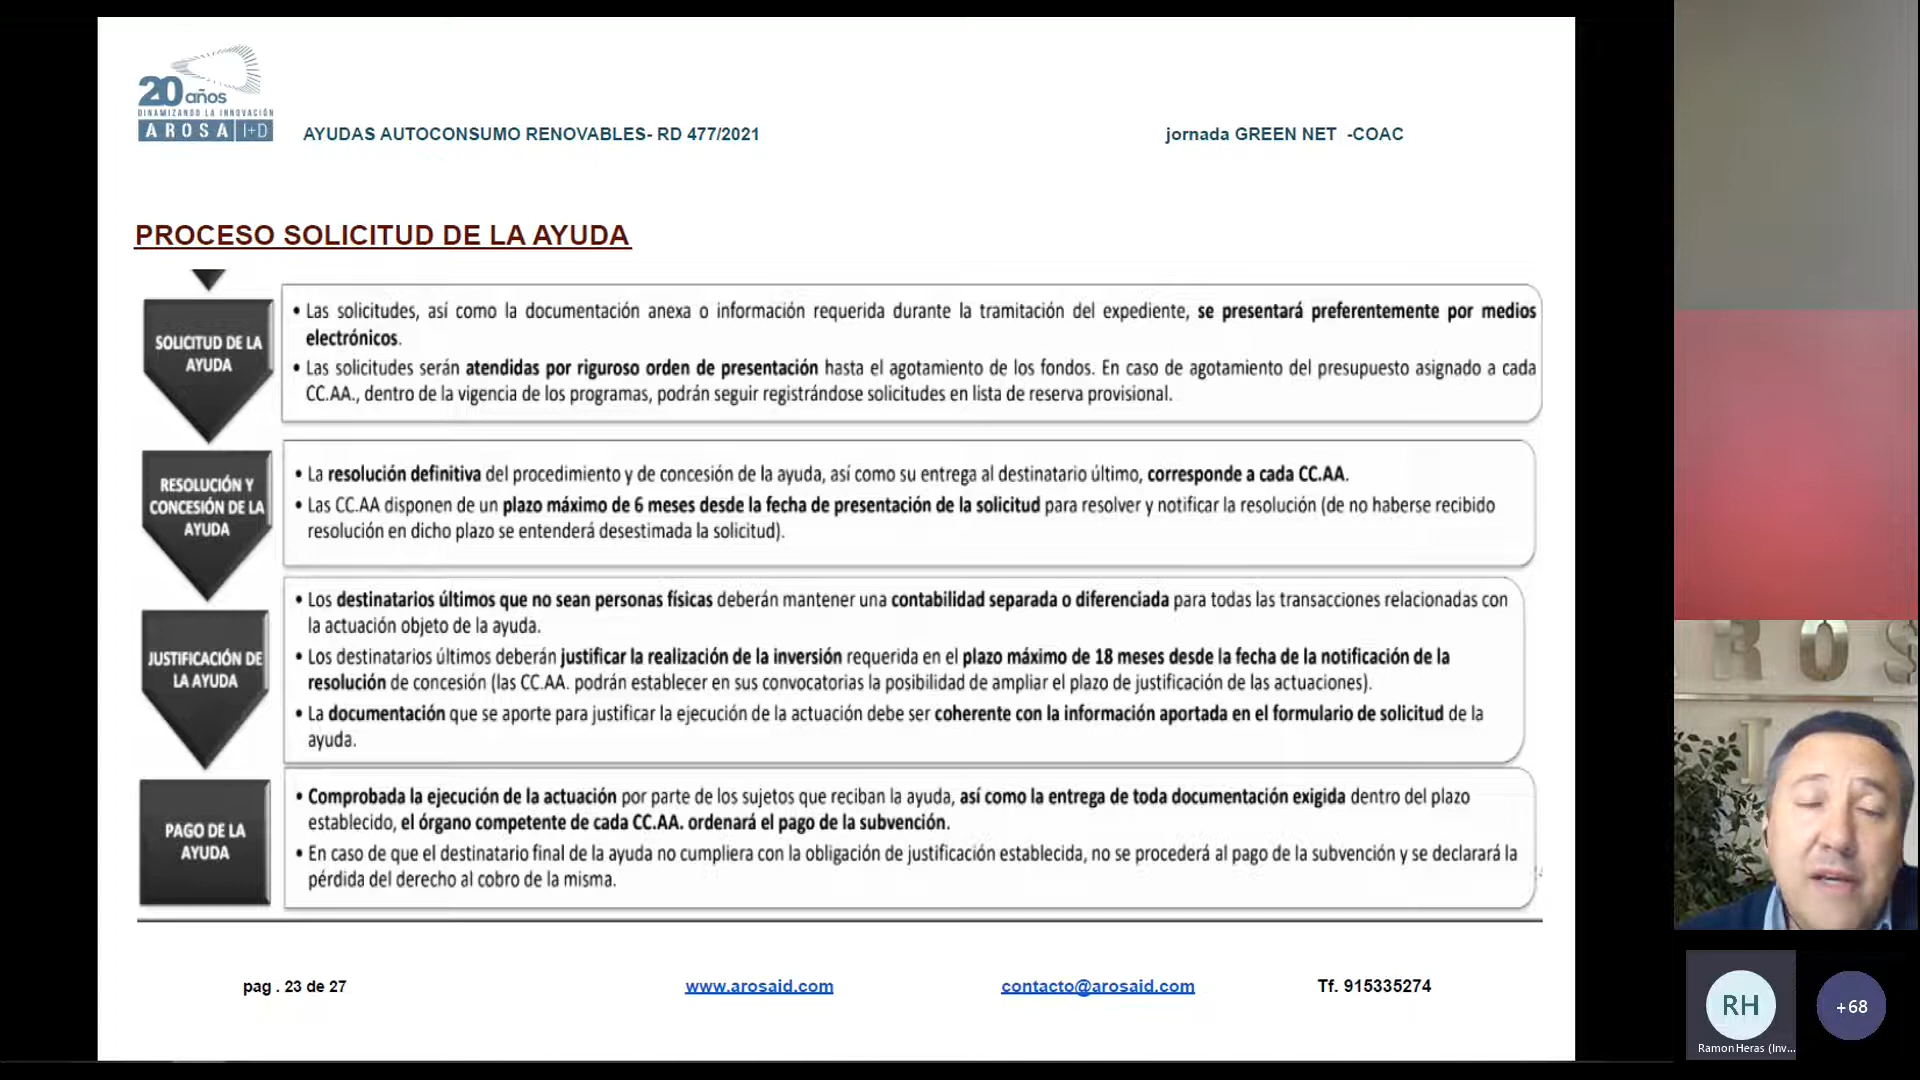 20 años
DINAMIZANDO LA INNOVACIÓN
AROSA I+D
AYUDAS AUTOCONSUMO RENOVABLES- RD 477/2021
jornada GREEN NET -COAC
PROCESO SOLICITUD DE LA AYUDA
SOLICITUD DE LA
AYUDA
• Las solicitudes, así como la documentación anexa o información requerida durante la tramitación del expediente, se presentará preferentemente por medios
electrónicos.
• Las solicitudes serán atendidas por riguroso orden de presentación hasta el agotamiento de los fondos. En caso de agotamiento del presupuesto asignado a cada
CC.AA., dentro de la vigencia de los programas, podrán seguir registrándose solicitudes en lista de reserva provisional.
RESOLUCIÓN Y
CONCESIÓN DE LA
AYUDA
• La resolución definitiva del procedimiento y de concesión de la ayuda, así como su entrega al destinatario último, corresponde a cada CC.AA.
• Las CC.AA disponen de un plazo máximo de 6 meses desde la fecha de presentación de la solicitud para resolver y notificar la resolución (de no haberse recibido
resolución en dicho plazo se entenderá desestimada la solicitud).
JUSTIFICACIÓN DE
LA AYUDA
• Los destinatarios últimos que no sean personas físicas deberán mantener una contabilidad separada o diferenciada para todas las transacciones relacionadas con
la actuación objeto de la ayuda.
• Los destinatarios últimos deberán justificar la realización de la inversión requerida en el plazo máximo de 18 meses desde la fecha de la notificación de la
resolución de concesión (las CC.AA. podrán establecer en sus convocatorias la posibilidad de ampliar el plazo de justificación de las actuaciones).
• La documentación que se aporte para justificar la ejecución de la actuación debe ser coherente con la información aportada en el formulario de solicitud de la
ayuda.
PAGO DE LA
AYUDA
• Comprobada la ejecución de la actuación por parte de los sujetos que reciban la ayuda, así como la entrega de toda documentación exigida dentro del plazo
establecido, el órgano competente de cada CC.AA. ordenará el pago de la subvención.
• En caso de que el destinatario final de la ayuda no cumpliera con la obligación de justificación establecida, no se procederá al pago de la subvención y se declarará la
pérdida del derecho al cobro de la misma.
pag . 23 de 27
www.arosaid.com
contacto@arosaid.com
Tf. 915335274
ROS
RH
Ramon Heras (Inv...
+68